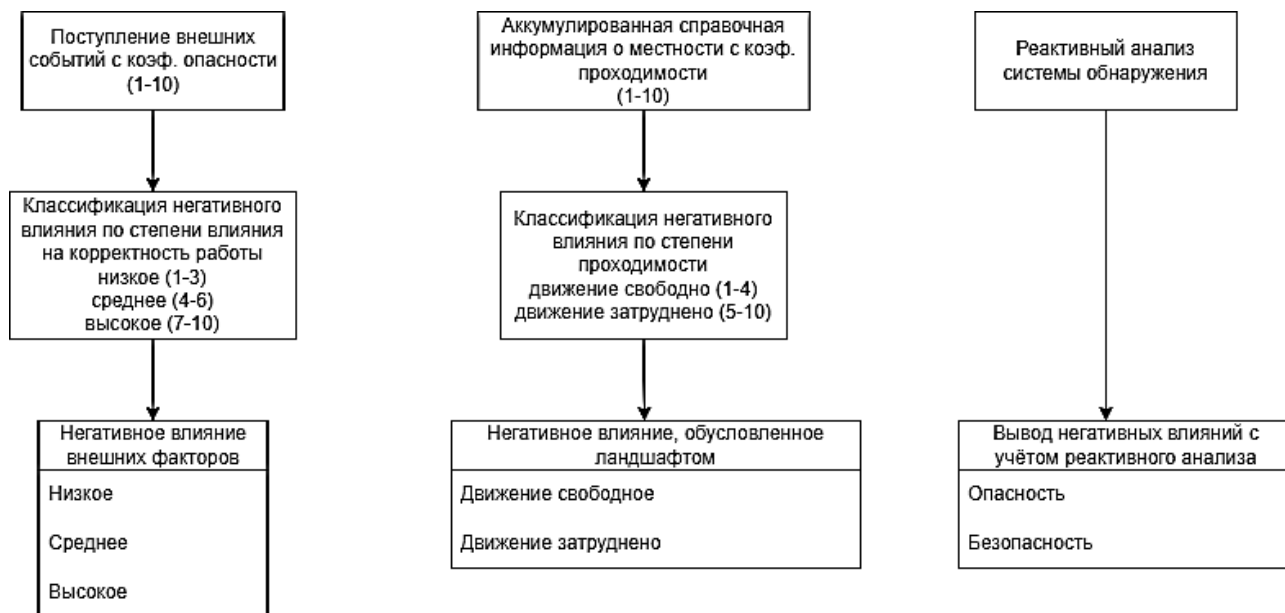 Поступление внешних
событий с коэф. опасности
(1-10)
Аккумулированная справочная
информация о местности с коэф.
проходимости
(1-10)
Реактивный анализ
системы обнаружения
Классификация негативного
влияния по степени влияния
на корректность работы
низкое (1-3)
среднее (4-6)
высокое (7-10)
Классификация негативного
влияния по степени
проходимости
движение свободно (1-4)
движение затруднено (5-10)
Негативное влияние
внешних факторов
Низкое
Среднее
Высокое
Негативное влияние, обусловленное
ландшафтом
Движение свободное
Движение затруднено
Вывод негативных влияний с
учётом реактивного анализа
Опасность
Безопасность